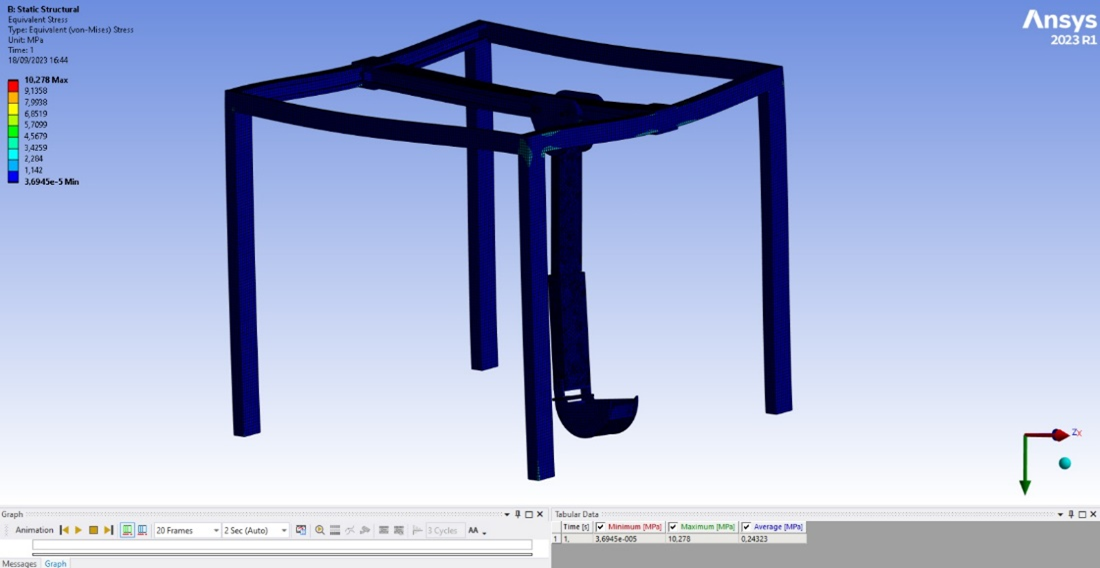 B: Static Structural
Equivalent Stress
Type: Equivalent (von-Mises) Stress
Unit: MPa
Time: 1
18/09/2023 16:44
10,278 Max
9,1358
7,9938
6,8519
5,7099
4,5679
3,4259
2,284
1,142
3,6945e-5 Min
Ansys
2023 R1
ZX
Graph
Animation 20 Frames 2 Sec (Auto) 3 Cycles AA
Messages Graph
Tabular Data
Time [s] Minimum [MPa] Maximum [MPa] Average [MPa]
1 1, 3,6945e-005 10,278 0,24323